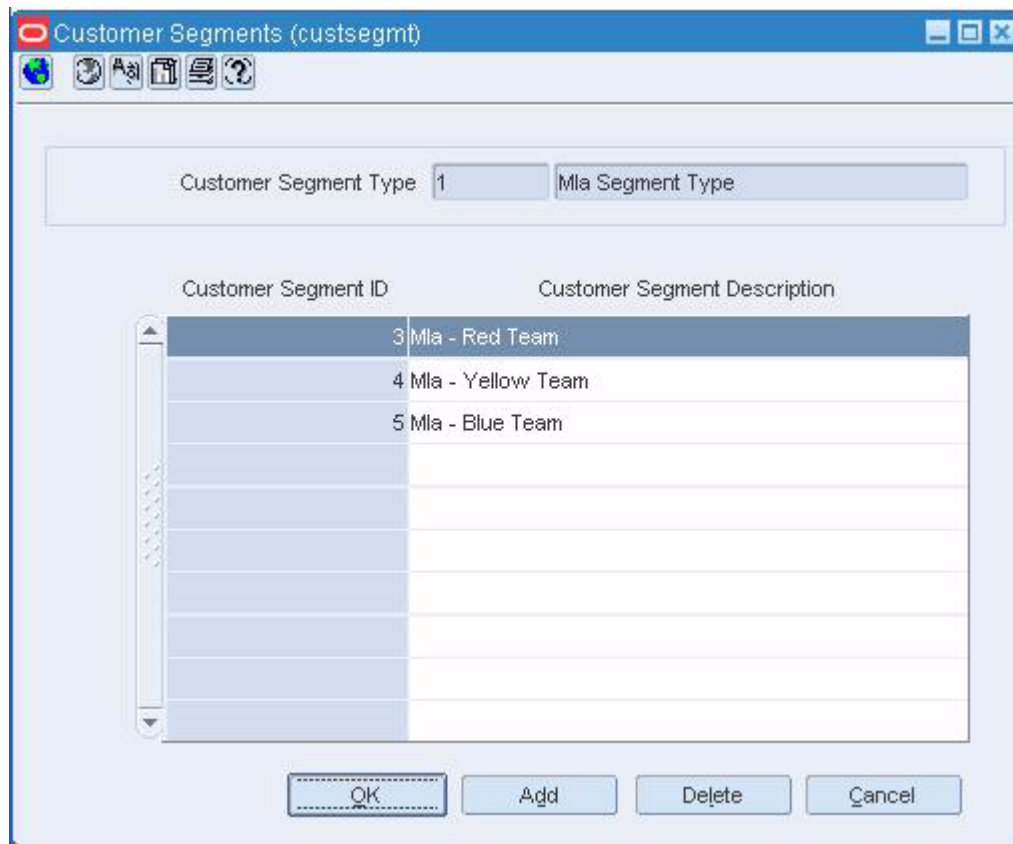 Customer Segments (custsegmt)
Customer Segment Type 1 Mla Segment Type
Customer Segment ID Customer Segment Description
3 Mla - Red Team
4 Mla - Yellow Team
5 Mla - Blue Team
OK Add Delete Cancel